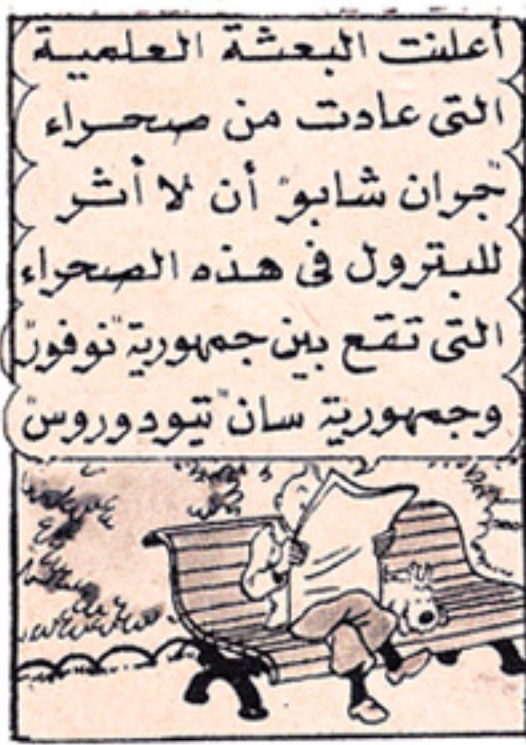 أعلنت البعثة العلمية
التى عادت من صحراء
"جران شابو" أن لا أثر
للبترول فى هذه الصحراء
التى تقع بين جمهورية "نوفور"
وجمهورية سان "تيودوروس"